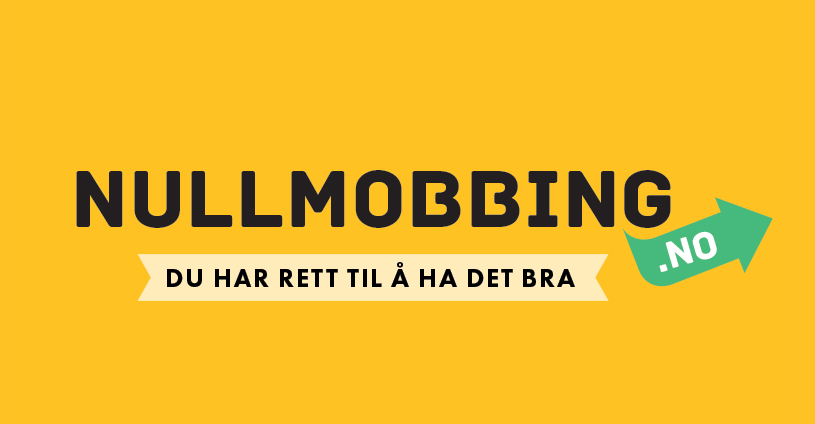 NULLMOBBING
.NO
DU HAR RETT TIL Å HA DET BRA